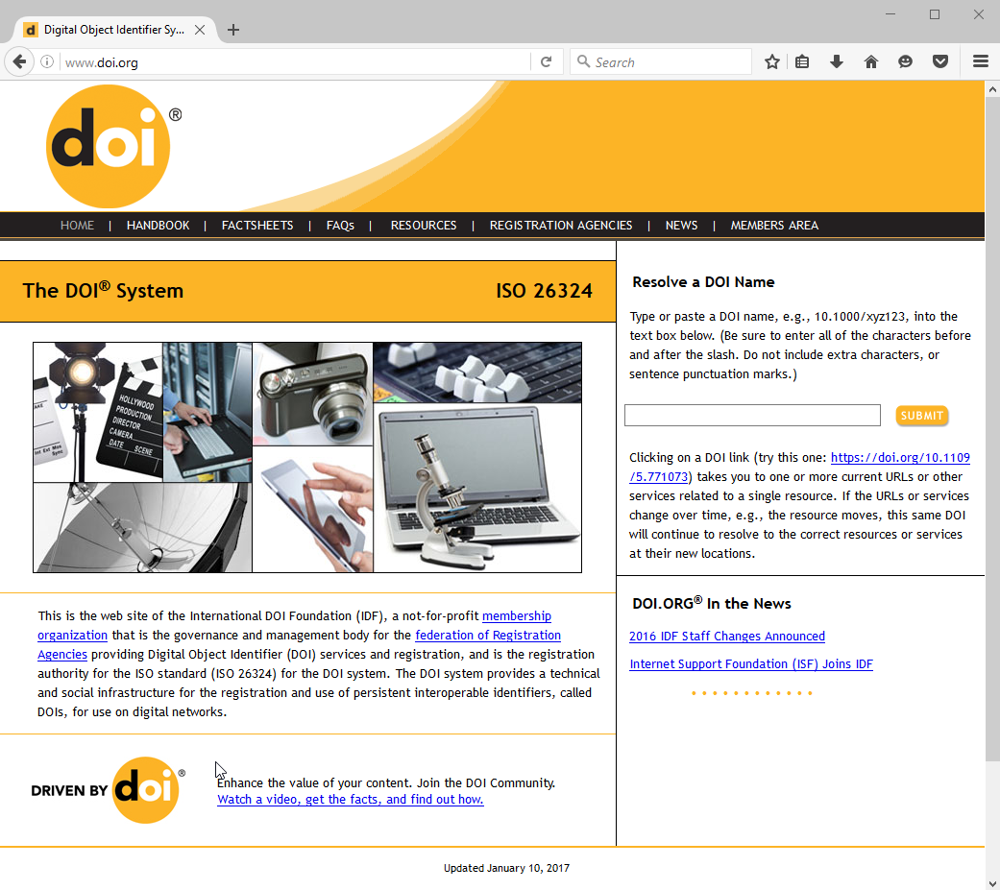 Digital Object Identifier Sy...
www.doi.org
Search
doi®
HOME | HANDBOOK | FACTSHEETS | FAQs | RESOURCES | REGISTRATION AGENCIES | NEWS | MEMBERS AREA
The DOI® System ISO 26324
HOLLYWOOD
PRODUCTION
DIRECTOR
CAMERA
DATE SCENE
Int Ext Mos
Sync
This is the web site of the International DOI Foundation (IDF), a not-for-profit membership
organization that is the governance and management body for the federation of Registration
Agencies providing Digital Object Identifier (DOI) services and registration, and is the registration
authority for the ISO standard (ISO 26324) for the DOI system. The DOI system provides a technical
and social infrastructure for the registration and use of persistent interoperable identifiers, called
DOIs, for use on digital networks.
DRIVEN BY doi®
Enhance the value of your content. Join the DOI Community.
Watch a video, get the facts, and find out how.
Resolve a DOI Name
Type or paste a DOI name, e.g., 10.1000/xyz123, into the
text box below. (Be sure to enter all of the characters before
and after the slash. Do not include extra characters, or
sentence punctuation marks.)
SUBMIT
Clicking on a DOI link (try this one: https://doi.org/10.1109
/5.771073) takes you to one or more current URLs or other
services related to a single resource. If the URLs or services
change over time, e.g., the resource moves, this same DOI
will continue to resolve to the correct resources or services
at their new locations.
DOI.ORG® In the News
2016 IDF Staff Changes Announced
Internet Support Foundation (ISF) Joins IDF
Updated January 10, 2017